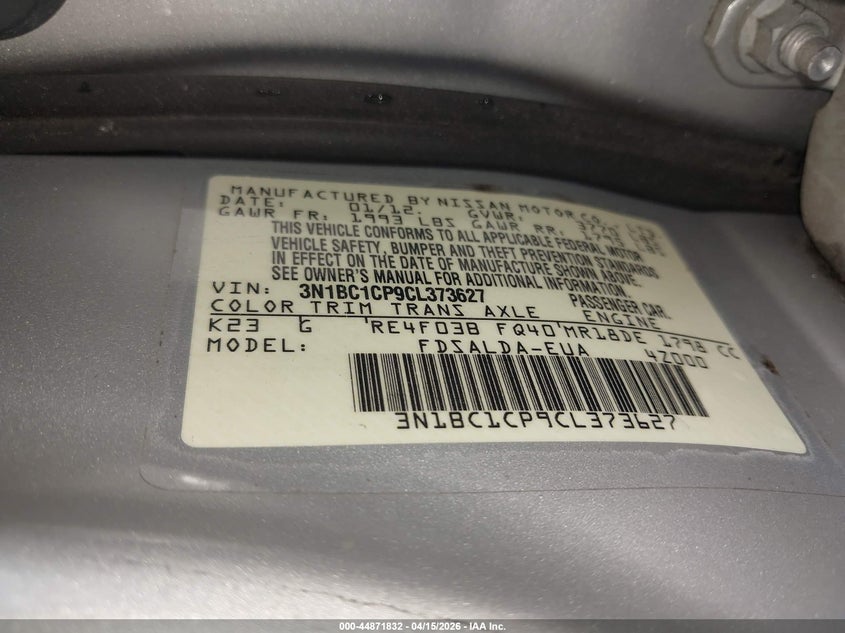 MANUFACTURED BY NISSAN MOTOR CO., LTD
DATE: 01/12. GVWR:
GAWR FR: 1993 LBS GAWR RR: 1793 LBS
THIS VEHICLE CONFORMS TO ALL APPLICABLE FEDERAL MOTOR
VEHICLE SAFETY, BUMPER AND THEFT PREVENTION STANDARDS
IN EFFECT ON THE DATE OF MANUFACTURE SHOWN ABOVE.
SEE OWNER'S MANUAL FOR ADDITIONAL INFORMATION.
VIN: 3N1BC1CP9CL373627 PASSENGER CAR.
COLOR TRIM TRANS AXLE ENGINE
K23 G RE4F03B FQ40 MR18DE 1798 CC
MODEL: FDSALDA-EUA 4Z000
3N1BC1CP9CL373627
000-44871832 - 04/15/2026 - IAA Inc.